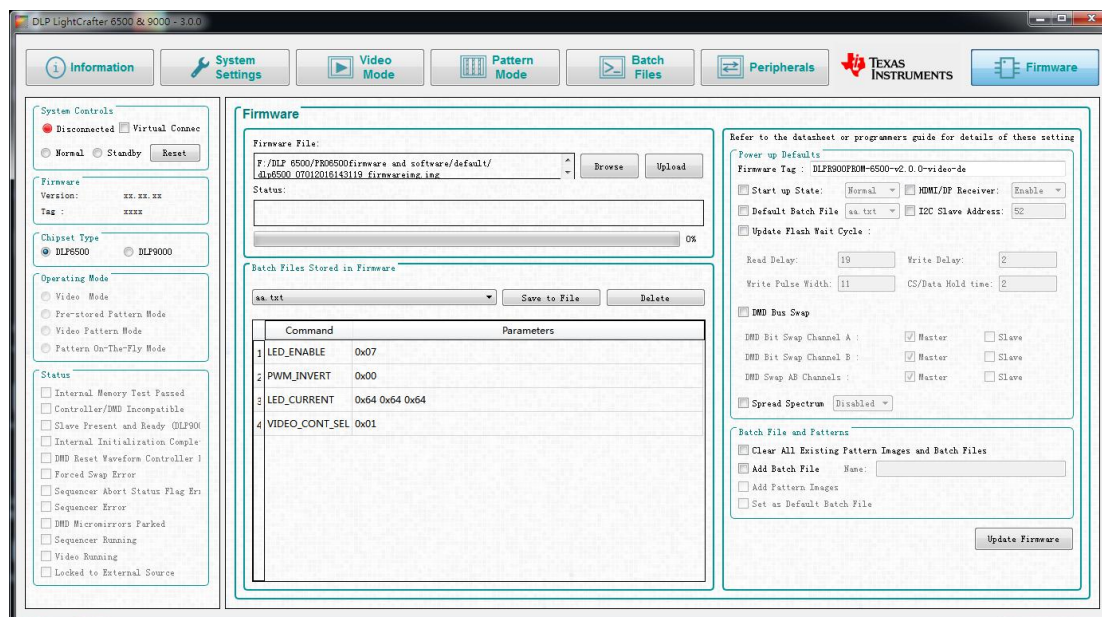 DLP LightCrafter 6500 & 9000 - 3.0.0
Information
System Settings
Video Mode
Pattern Mode
Batch Files
Peripherals
TEXAS INSTRUMENTS
Firmware
System Controls
Disconnected Virtual Connec
Normal Standby Reset
Firmware
Version: xx.xx.xx
Tag : xxxx
Chipset Type
DLP6500 DLP9000
Operating Mode
Video Mode
Pre-stored Pattern Mode
Video Pattern Mode
Pattern On-The-Fly Mode
Status
Internal Memory Test Passed
Controller/DMD Incompatible
Slave Present and Ready (DLP90
Internal Initialization Comple
DMD Reset Waveform Controller
Forced Swap Error
Sequencer Abort Status Flag Er
Sequencer Error
DMD Micromirrors Parked
Sequencer Running
Video Running
Locked to External Source
Firmware
Firmware File:
F:/DLP 6500/PRO6500firmware and software/default/
dlp6500_07012016143119_firmwareimg.img
Browse Upload
Status:
0%
Batch Files Stored in Firmware
aa.txt Save to File Delete
Command Parameters
1 LED_ENABLE 0x07
2 PWM_INVERT 0x00
3 LED_CURRENT 0x64 0x64 0x64
4 VIDEO_CONT_SEL 0x01
Refer to the datasheet or programmers guide for details of these setting
Power up Defaults
Firmware Tag : DLPR900PROM-6500-v2.0.0-video-de
Start up State: Normal HDMI/DP Receiver: Enable
Default Batch File aa.txt I2C Slave Address: 52
Update Flash Wait Cycle :
Read Delay: 19 Write Delay: 2
Write Pulse Width: 11 CS/Data Hold time: 2
DMD Bus Swap
DMD Bit Swap Channel A : Master Slave
DMD Bit Swap Channel B : Master Slave
DMD Swap AB Channels : Master Slave
Spread Spectrum Disabled
Batch File and Patterns
Clear All Existing Pattern Images and Batch Files
Add Batch File Name:
Add Pattern Images
Set as Default Batch File
Update Firmware